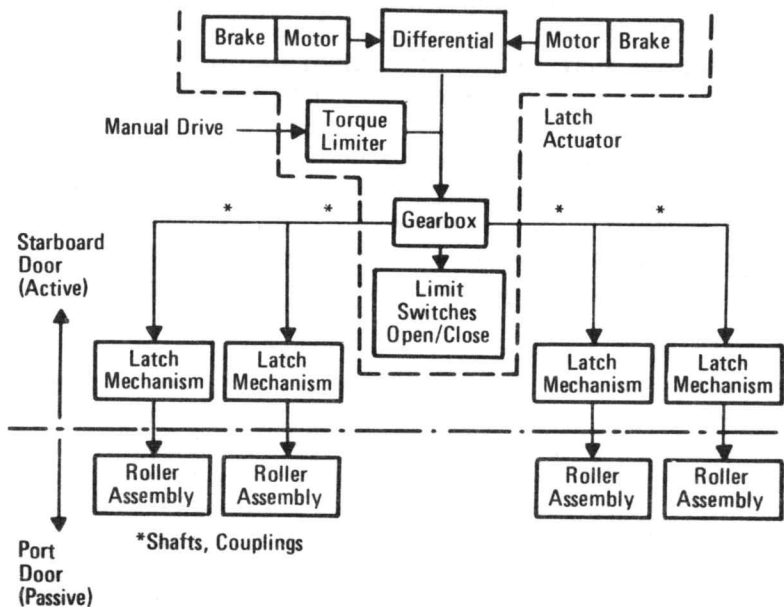 Brake Motor Differential Motor Brake
Manual Drive
Torque
Limiter
Latch
Actuator
* * * *
Gearbox
Starboard
Door
(Active)
Limit
Switches
Open/Close
Latch
Mechanism
Latch
Mechanism
Latch
Mechanism
Latch
Mechanism
Roller
Assembly
Roller
Assembly
Roller
Assembly
Roller
Assembly
*Shafts, Couplings
Port
Door
(Passive)